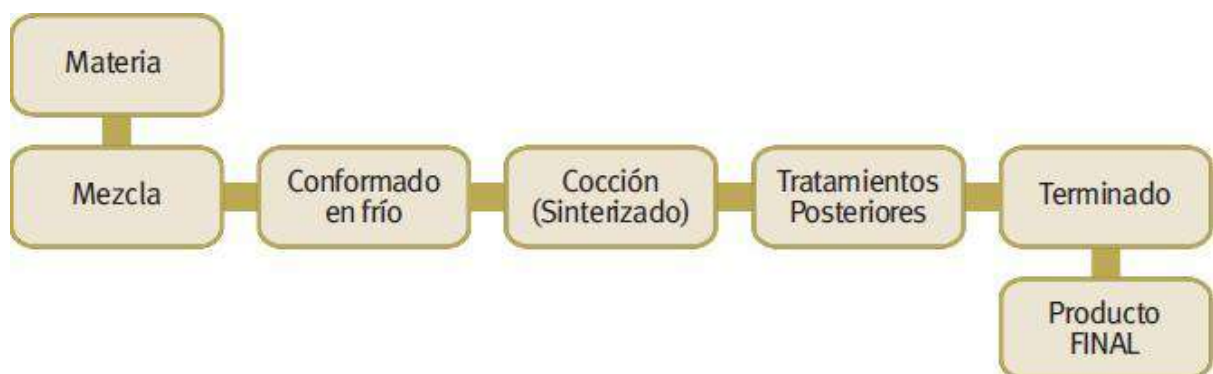 Materia
Mezcla
Conformado
en frío
Cocción
(Sinterizado)
Tratamientos
Posteriores
Terminado
Producto
FINAL